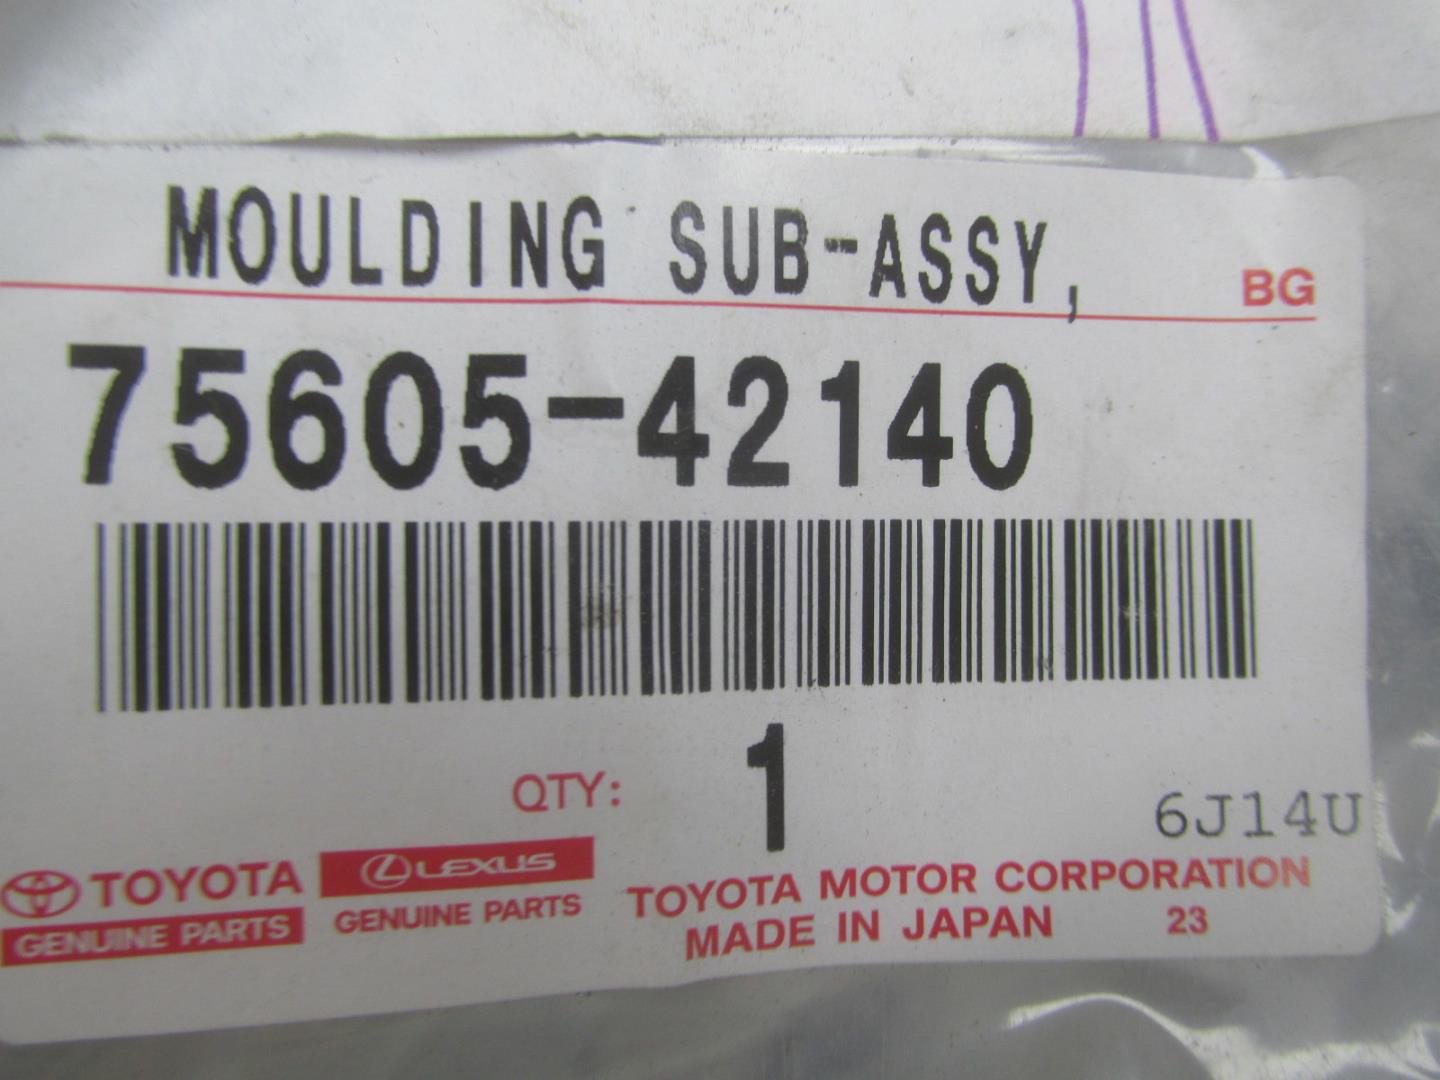 MOULDING SUB-ASSY,
BG
75605-42140
QTY: 1
6J14U
TOYOTA
GENUINE PARTS
LEXUS
GENUINE PARTS
TOYOTA MOTOR CORPORATION
MADE IN JAPAN 23